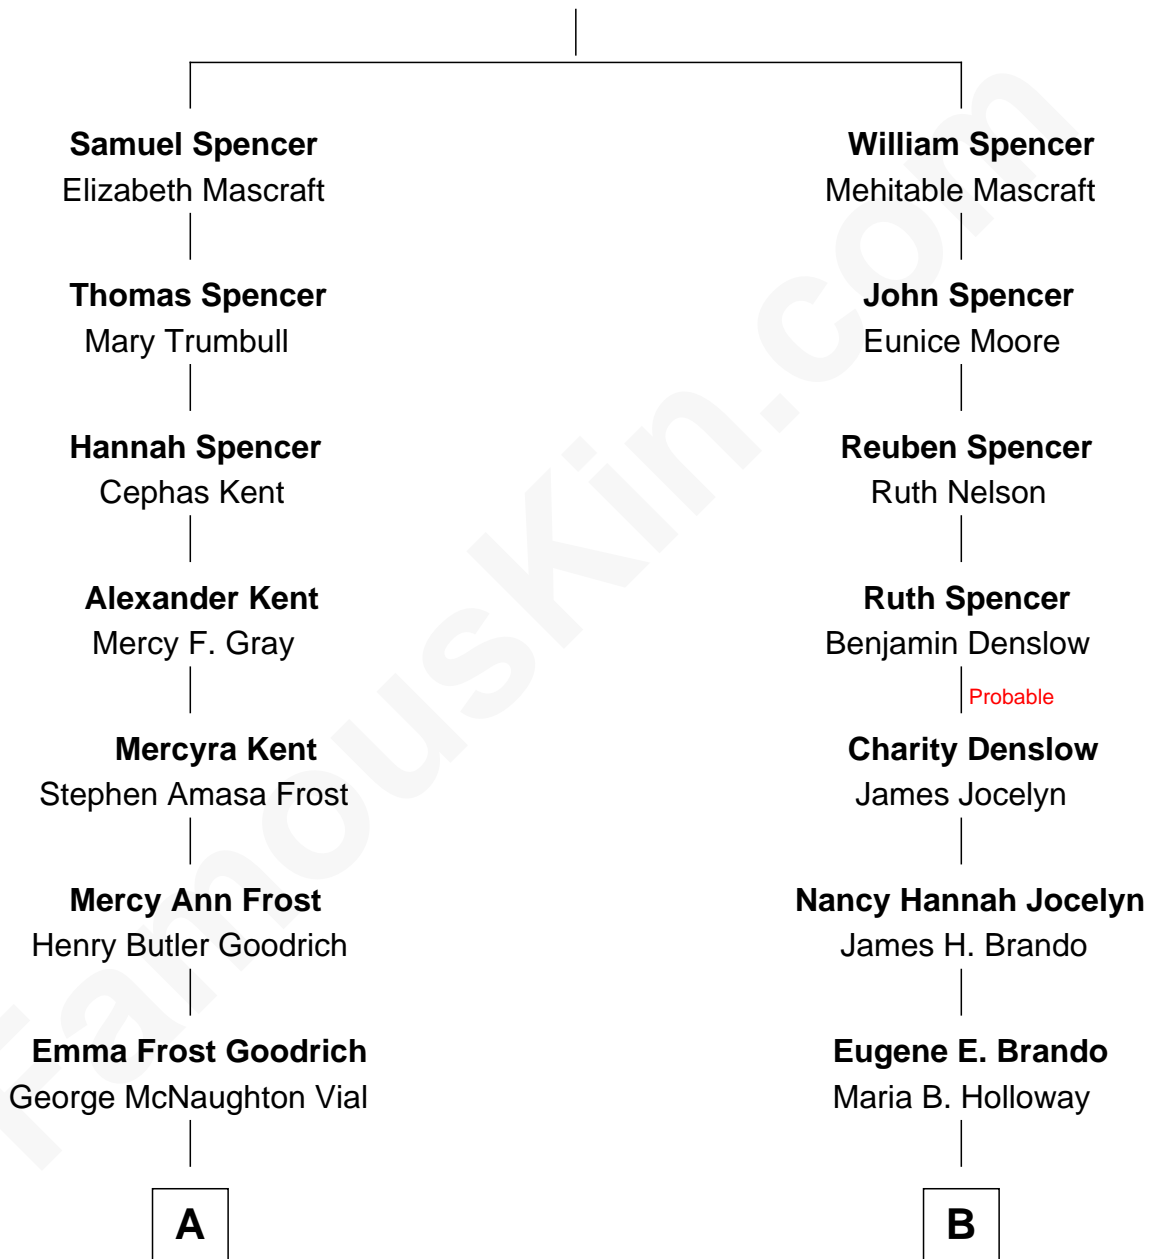 Samuel Spencer
Elizabeth Mascraft
Thomas Spencer
Mary Trumbull
Hannah Spencer
Cephas Kent
Alexander Kent
Mercy F. Gray
Mercyra Kent
Stephen Amasa Frost
Mercy Ann Frost
Henry Butler Goodrich
Emma Frost Goodrich
George McNaughton Vial
A
William Spencer
Mehitable Mascraft
John Spencer
Eunice Moore
Reuben Spencer
Ruth Nelson
Ruth Spencer
Benjamin Denslow
Probable
Charity Denslow
James Jocelyn
Nancy Hannah Jocelyn
James H. Brando
Eugene E. Brando
Maria B. Holloway
B
FamousKin.com